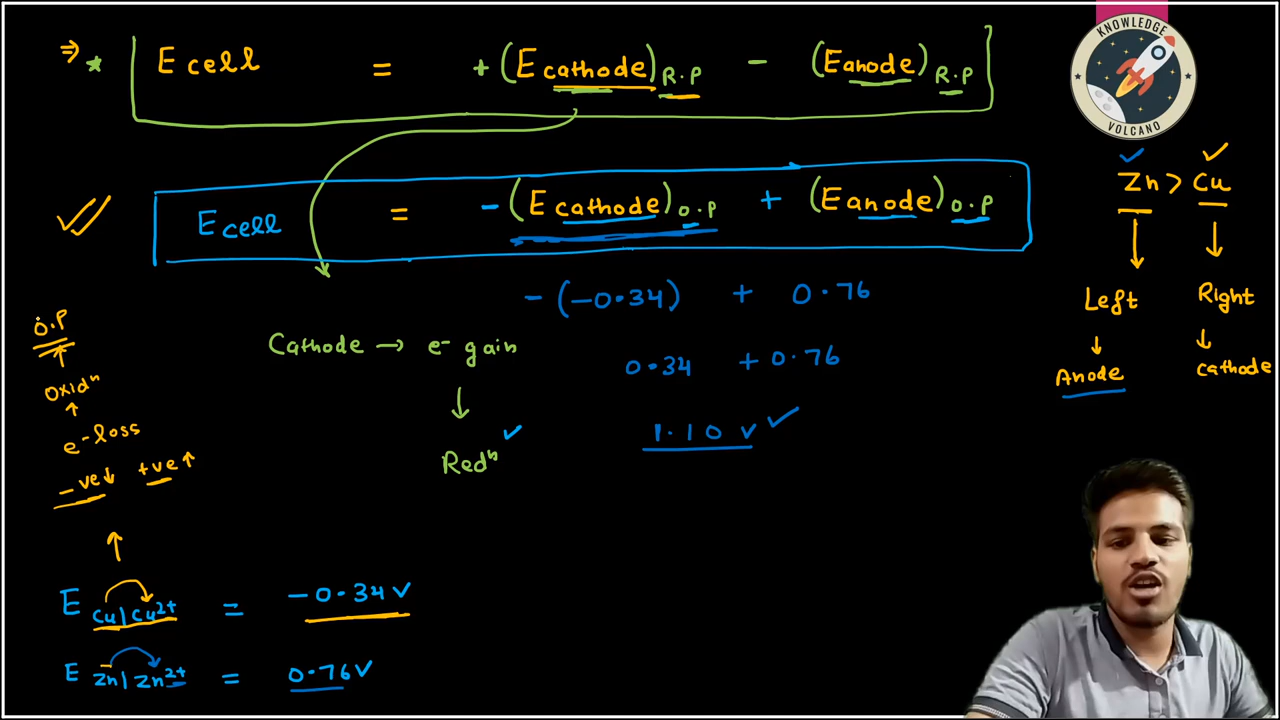 ⇒ * E cell = + (E cathode)R.P - (E anode)R.P
KNOWLEDGE VOLCANO
E cell = - (E cathode)O.P + (E anode)O.P
Zn > Cu
- (-0.34) + 0.76
Left Right
O.P
Cathode → e⁻ gain
0.34 + 0.76
Anode cathode
Oxidⁿ
e⁻ loss
1.10 V
Redⁿ
-ve↓ +ve↑
E Cu|Cu2+ = -0.34 V
E Zn|Zn2+ = 0.76 V